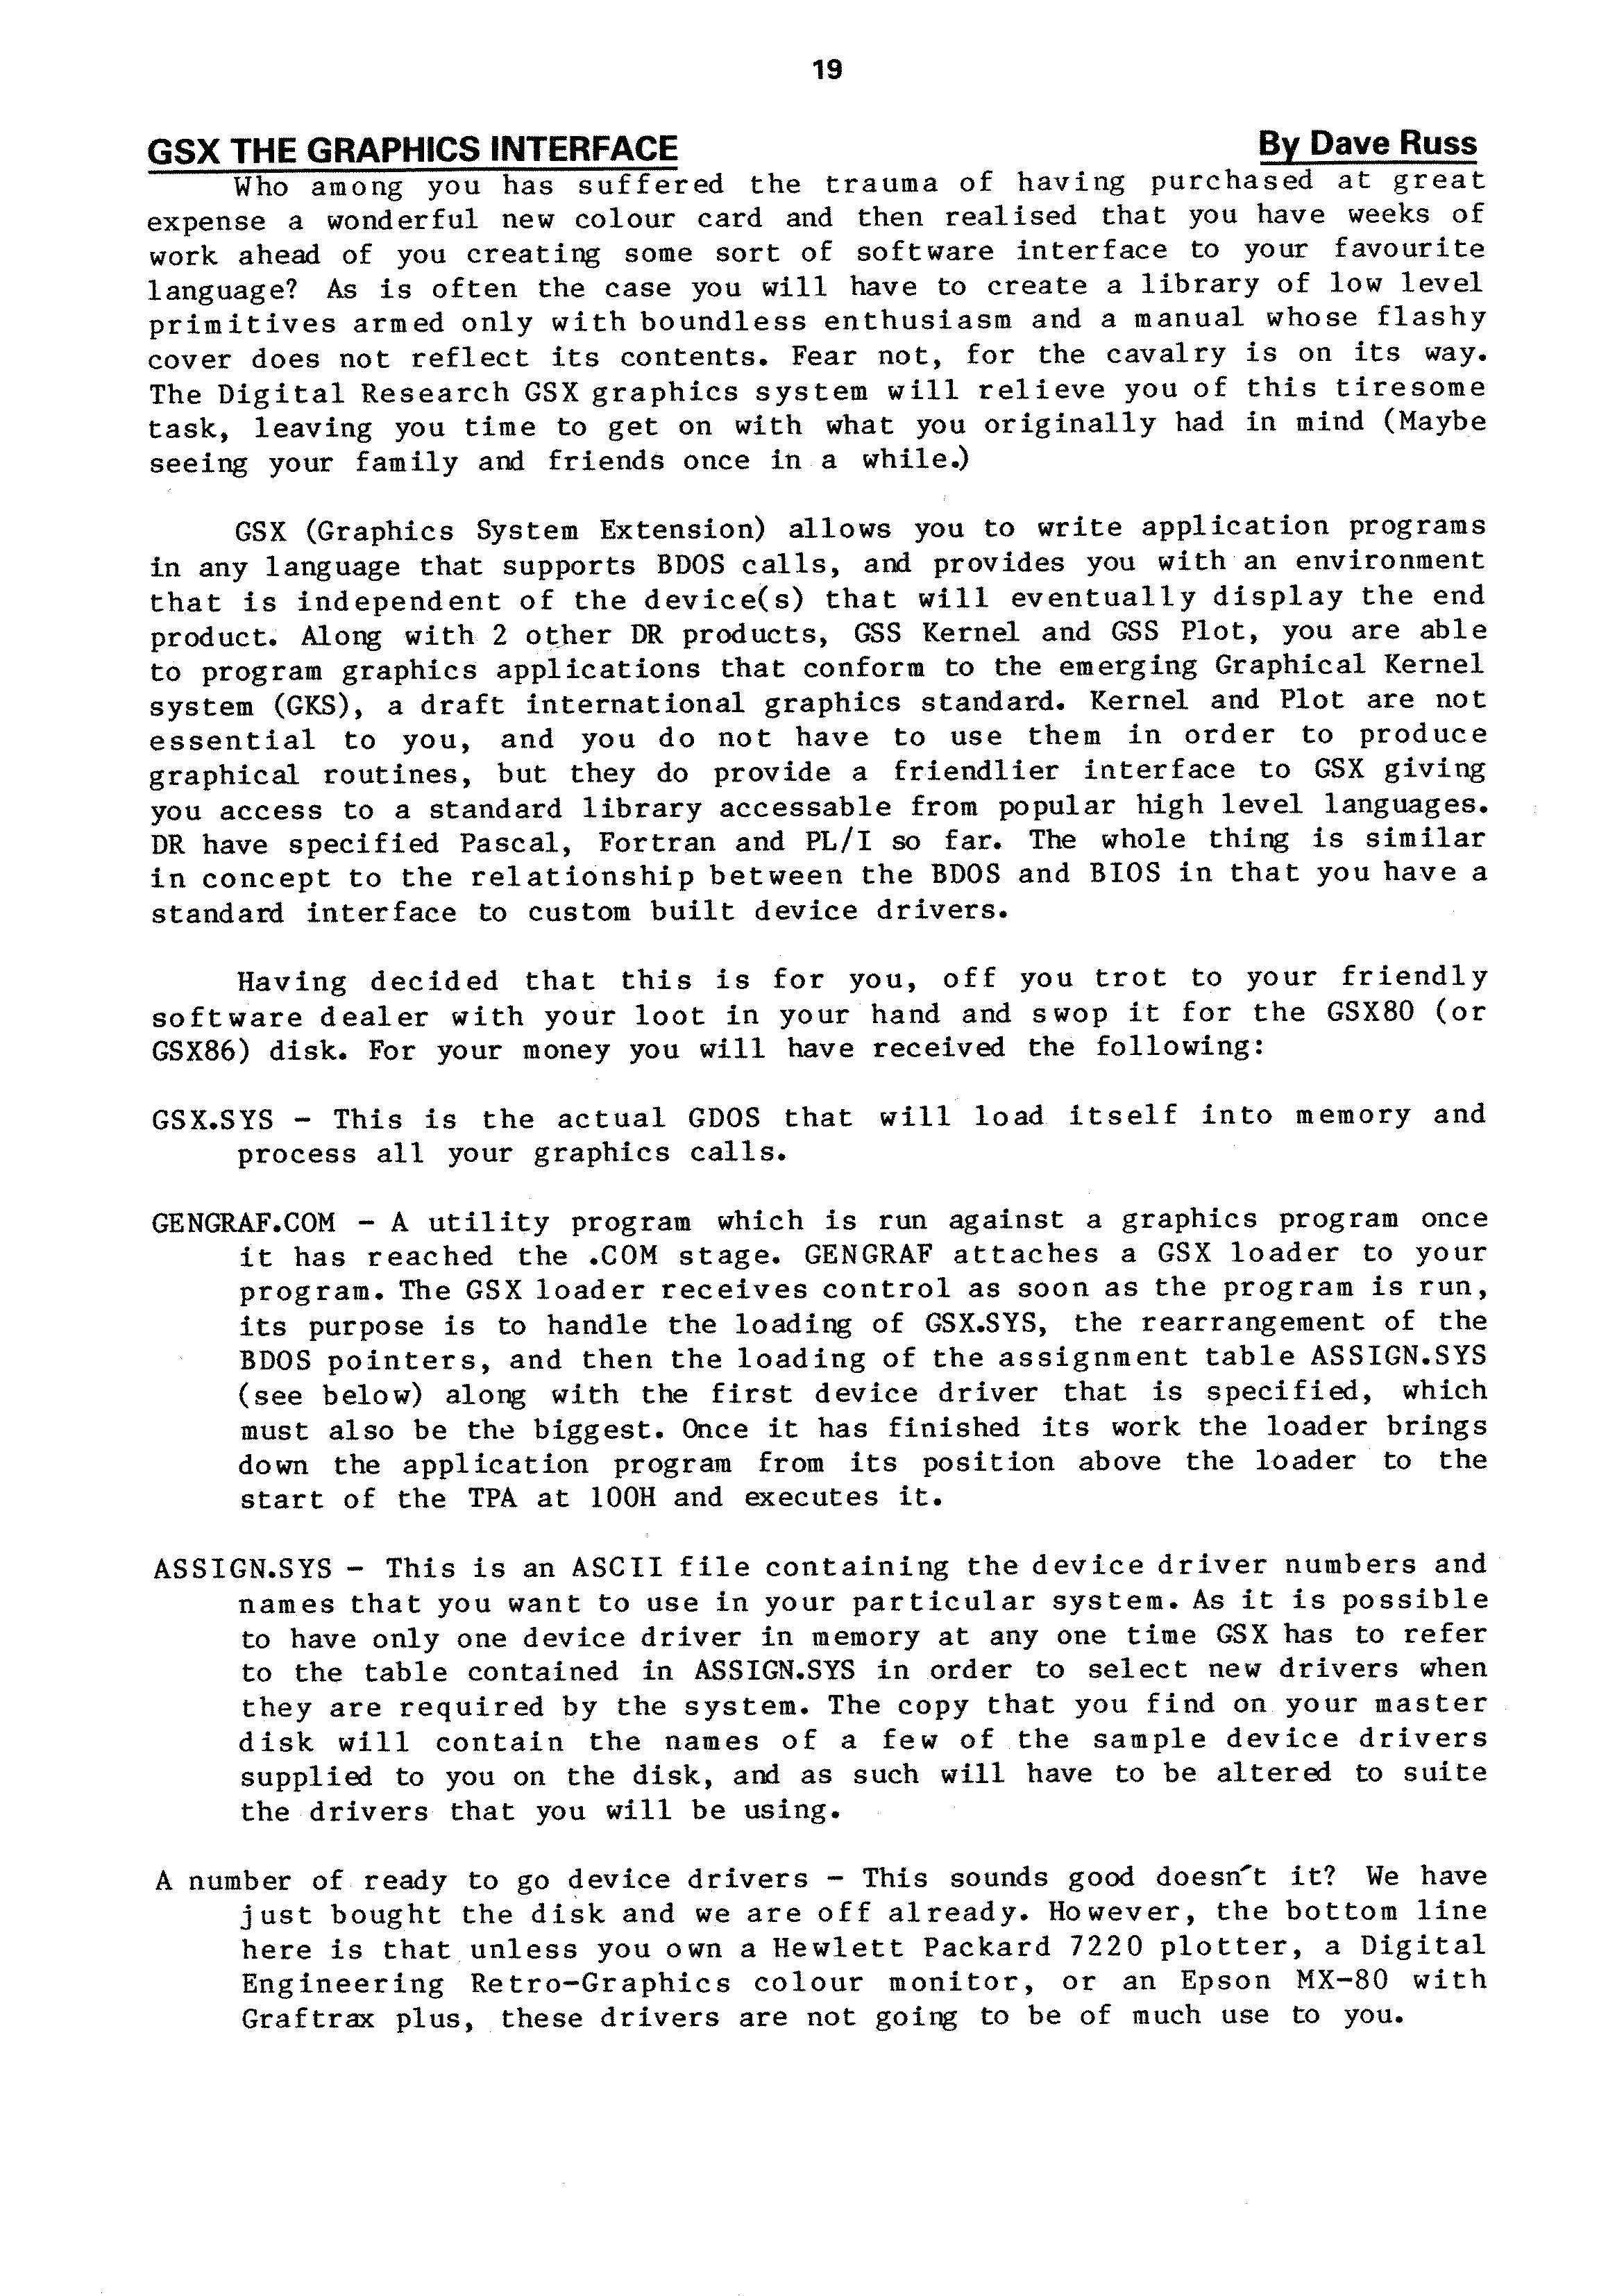 19
GSX THE GRAPHICS INTERFACE By Dave Russ
Who among you has suffered the trauma of having purchased at great
expense a wonderful new colour card and then realised that you have weeks of
work ahead of you creating some sort of software interface to your favourite
language? As is often the case you will have to create a library of low level
primitives armed only with boundless enthusiasm and a manual whose flashy
cover does not reflect its contents. Fear not, for the cavalry is on its way.
The Digital Research GSX graphics system will relieve you of this tiresome
task, leaving you time to get on with what you originally had in mind (Maybe
seeing your family and friends once in a while.)
GSX (Graphics System Extension) allows you to write application programs
in any language that supports BDOS calls, and provides you with an environment
that is independent of the device(s) that will eventually display the end
product. Along with 2 other DR products, GSS Kernel and GSS Plot, you are able
to program graphics applications that conform to the emerging Graphical Kernel
system (GKS), a draft international graphics standard. Kernel and Plot are not
essential to you, and you do not have to use them in order to produce
graphical routines, but they do provide a friendlier interface to GSX giving
you access to a standard library accessable from popular high level languages.
DR have specified Pascal, Fortran and PL/I so far. The whole thing is similar
in concept to the relationship between the BDOS and BIOS in that you have a
standard interface to custom built device drivers.
Having decided that this is for you, off you trot to your friendly
software dealer with your loot in your hand and swop it for the GSX80 (or
GSX86) disk. For your money you will have received the following:
GSX.SYS - This is the actual GDOS that will load itself into memory and
process all your graphics calls.
GENGRAF.COM - A utility program which is run against a graphics program once
it has reached the .COM stage. GENGRAF attaches a GSX loader to your
program. The GSX loader receives control as soon as the program is run,
its purpose is to handle the loading of GSX.SYS, the rearrangement of the
BDOS pointers, and then the loading of the assignment table ASSIGN.SYS
(see below) along with the first device driver that is specified, which
must also be the biggest. Once it has finished its work the loader brings
down the application program from its position above the loader to the
start of the TPA at 100H and executes it.
ASSIGN.SYS - This is an ASCII file containing the device driver numbers and
names that you want to use in your particular system. As it is possible
to have only one device driver in memory at any one time GSX has to refer
to the table contained in ASSIGN.SYS in order to select new drivers when
they are required by the system. The copy that you find on your master
disk will contain the names of a few of the sample device drivers
supplied to you on the disk, and as such will have to be altered to suite
the drivers that you will be using.
A number of ready to go device drivers - This sounds good doesn't it? We have
just bought the disk and we are off already. However, the bottom line
here is that unless you own a Hewlett Packard 7220 plotter, a Digital
Engineering Retro-Graphics colour monitor, or an Epson MX-80 with
Graftrax plus, these drivers are not going to be of much use to you.